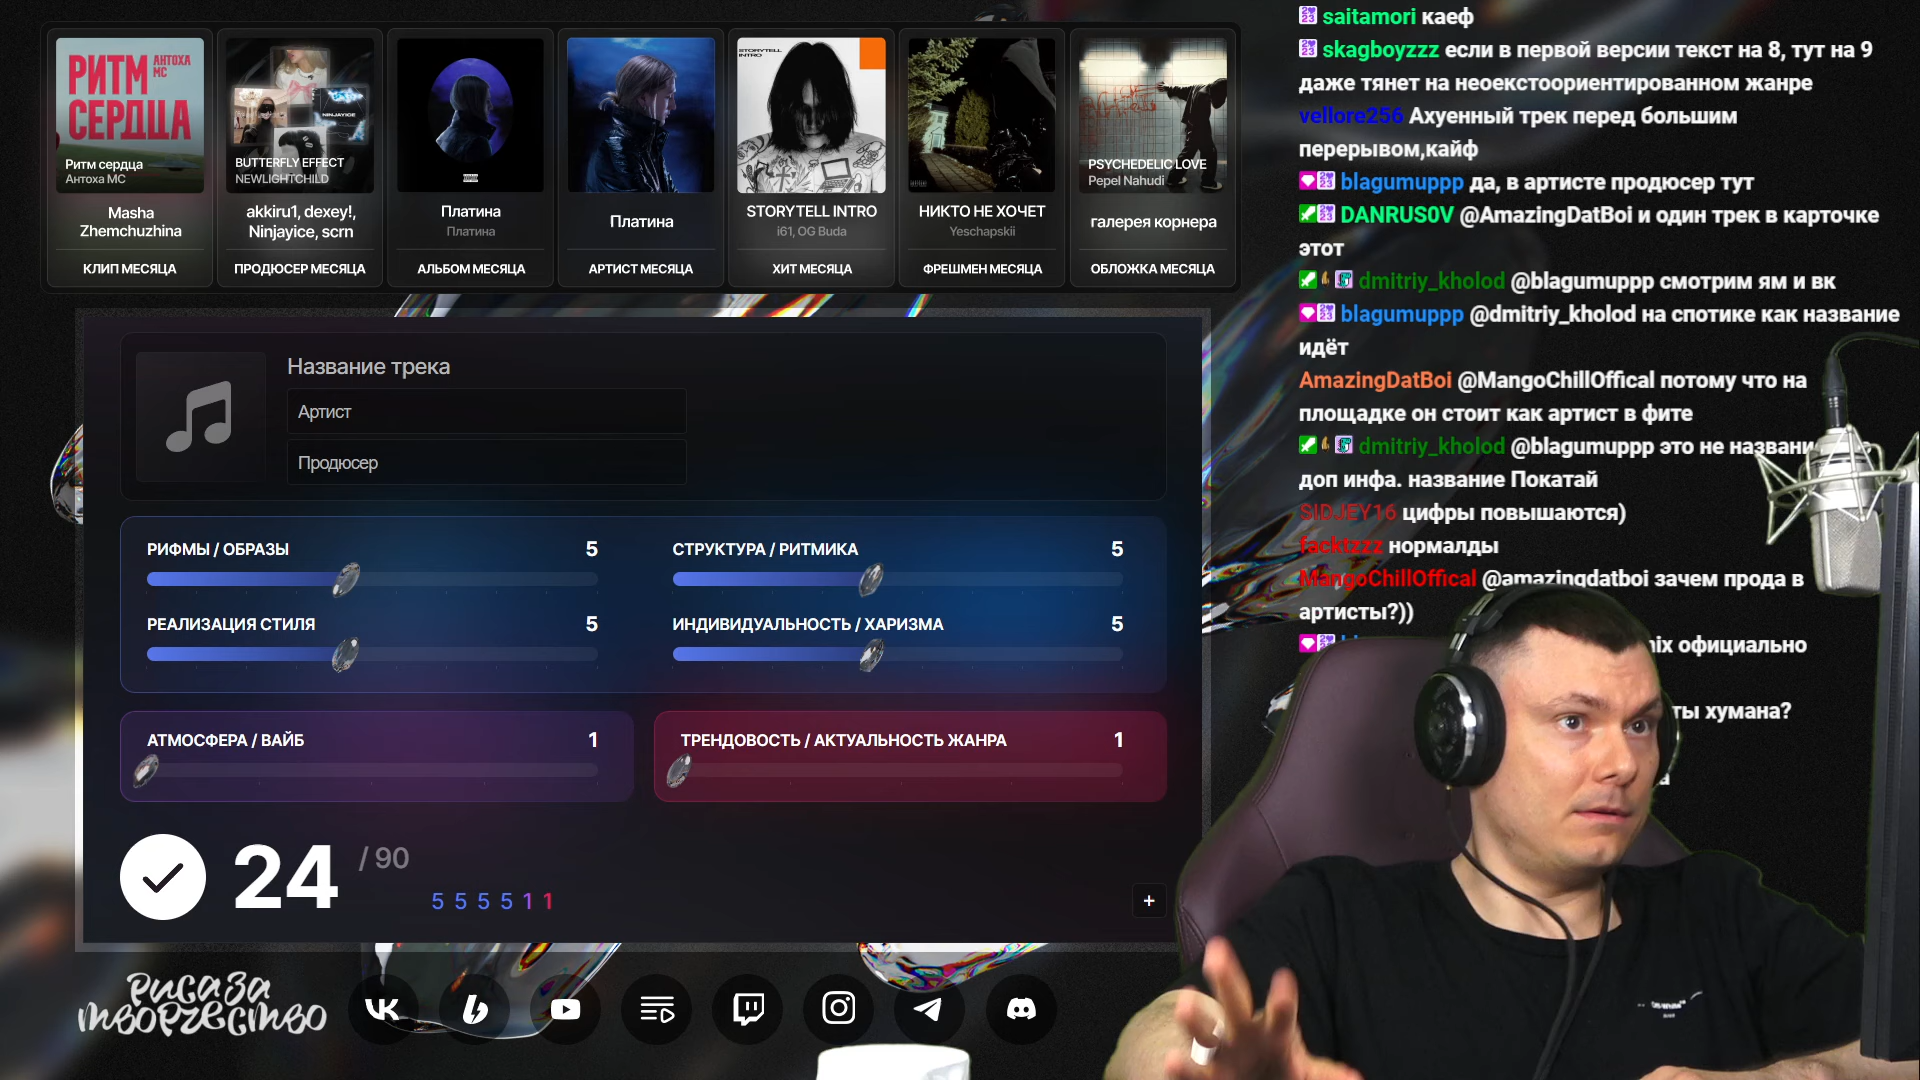 РИТМ
СЕРДЦА
АНТОХА
МС
Ритм сердца
Антоха МС
Masha
Zhemchuzhina
КЛИП МЕСЯЦА
NINJAYICE
BUTTERFLY EFFECT
NEWLIGHTCHILD
akkiru1, dexey!,
Ninjayice, scrn
ПРОДЮСЕР МЕСЯЦА
Платина
Платина
АЛЬБОМ МЕСЯЦА
Платина
АРТИСТ МЕСЯЦА
STORYTELL
INTRO
STORYTELL INTRO
i61, OG Buda
ХИТ МЕСЯЦА
НИКТО НЕ ХОЧЕТ
Yeschapskii
ФРЕШМЕН МЕСЯЦА
PSYCHEDELIC LOVE
Pepel Nahudi
галерея корнера
ОБЛОЖКА МЕСЯЦА
Название трека
Артист
Продюсер
РИФМЫ / ОБРАЗЫ 5
СТРУКТУРА / РИТМИКА 5
РЕАЛИЗАЦИЯ СТИЛЯ 5
ИНДИВИДУАЛЬНОСТЬ / ХАРИЗМА 5
АТМОСФЕРА / ВАЙБ 1
ТРЕНДОВОСТЬ / АКТУАЛЬНОСТЬ ЖАНРА 1
24 / 90
5 5 5 5 1 1
+
РИСАЗА
ТВОРЧЕСТВО
saitamori каеф
skagboyzzz если в первой версии текст на 8, тут на 9
даже тянет на неоекстоориентированном жанре
vellore256 Ахуенный трек перед большим
перерывом,кайф
blagumuppp да, в артисте продюсер тут
DANRUS0V @AmazingDatBoi и один трек в карточке
этот
dmitriy_kholod @blagumuppp смотрим ям и вк
blagumuppp @dmitriy_kholod на спотике как название
идёт
AmazingDatBoi @MangoChillOffical потому что на
площадке он стоит как артист в фите
dmitriy_kholod @blagumuppp это не названи
доп инфа. название Покатай
SIDJEY16 цифры повышаются)
facktzzz нормалды
MangoChillOffical @amazingdatboi зачем прода в
артисты?))
официально
ты хумана?